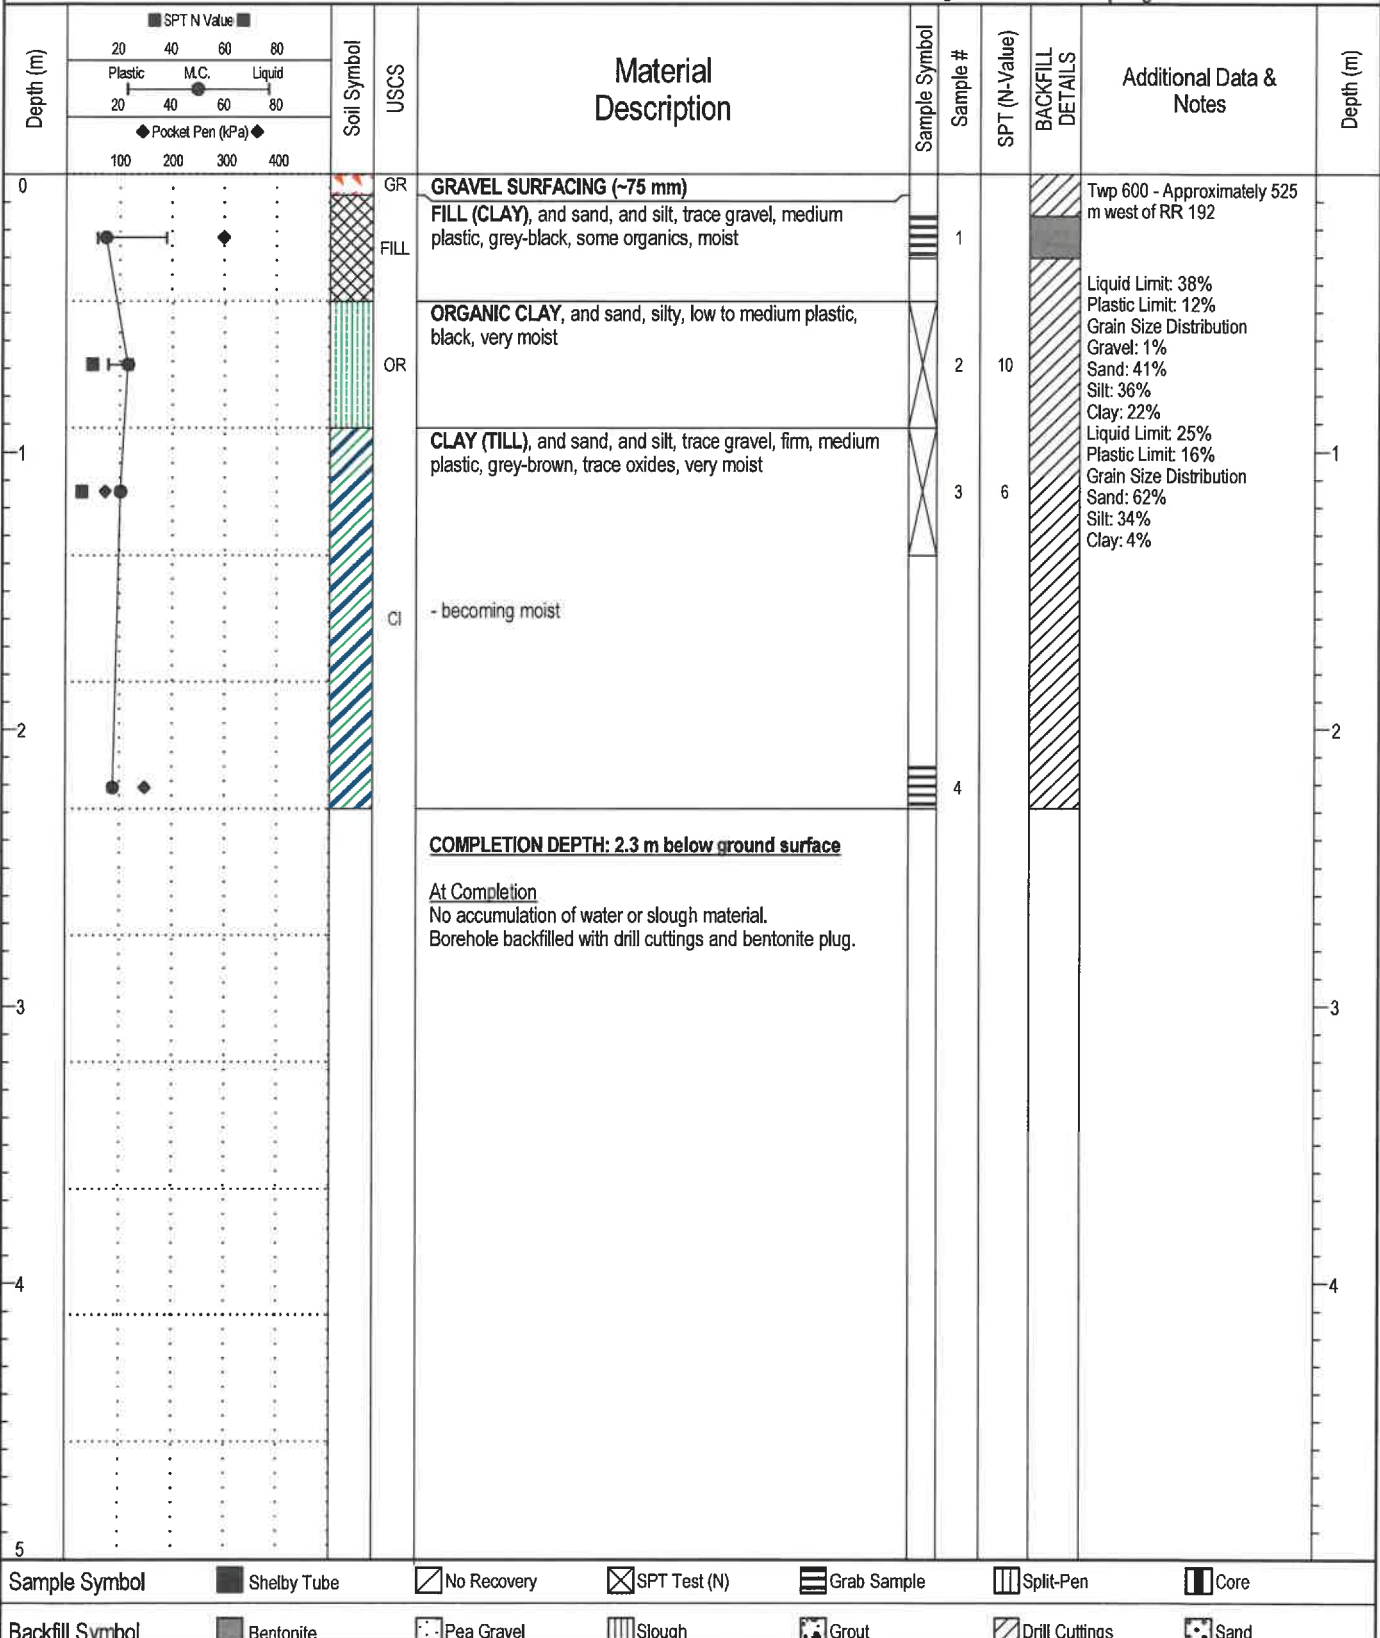 SPT N Value
20 40 60 80
Plastic M.C. Liquid
20 40 60 80
Pocket Pen (kPa)
100 200 300 400
Depth (m)
Soil Symbol
USCS
Material
Description
Sample Symbol
Sample #
SPT (N-Value)
BACKFILL
DETAILS
Additional Data &
Notes
Depth (m)
0
GR
GRAVEL SURFACING (~75 mm)
FILL
FILL (CLAY), and sand, and silt, trace gravel, medium
plastic, grey-black, some organics, moist
1
Twp 600 - Approximately 525
m west of RR 192
OR
ORGANIC CLAY, and sand, silty, low to medium plastic,
black, very moist
2
10
Liquid Limit: 38%
Plastic Limit: 12%
Grain Size Distribution
Gravel: 1%
Sand: 41%
Silt: 36%
Clay: 22%
Liquid Limit: 25%
Plastic Limit: 16%
Grain Size Distribution
Sand: 62%
Silt: 34%
Clay: 4%
1
CLAY (TILL), and sand, and silt, trace gravel, firm, medium
plastic, grey-brown, trace oxides, very moist
3
6
1
CI
- becoming moist
2
2
4
COMPLETION DEPTH: 2.3 m below ground surface
At Completion
No accumulation of water or slough material.
Borehole backfilled with drill cuttings and bentonite plug.
3
3
4
4
5
Sample Symbol Shelby Tube No Recovery SPT Test (N) Grab Sample Split-Pen Core
Backfill Symbol Bentonite Pea Gravel Slough Grout Drill Cuttings Sand